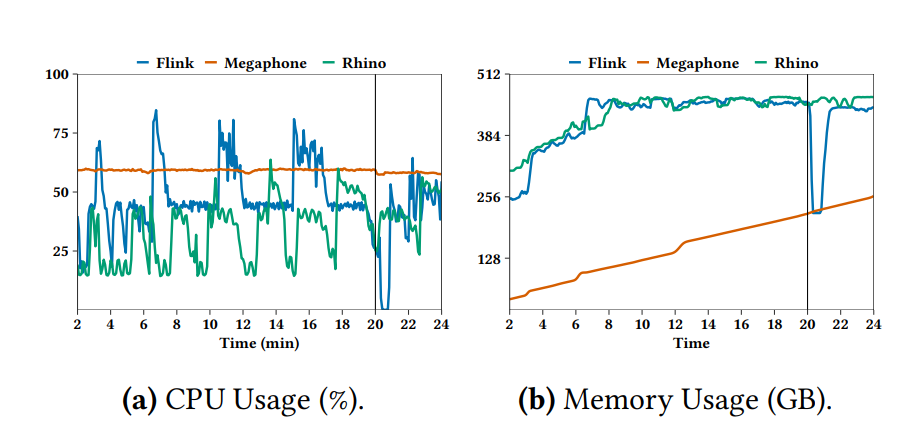 Flink Megaphone Rhino
100
75
50
25
2 4 6 8 10 12 14 16 18 20 22 24
Time (min)
(a) CPU Usage (%).
Flink Megaphone Rhino
512
384
256
128
2 4 6 8 10 12 14 16 18 20 22 24
Time
(b) Memory Usage (GB).